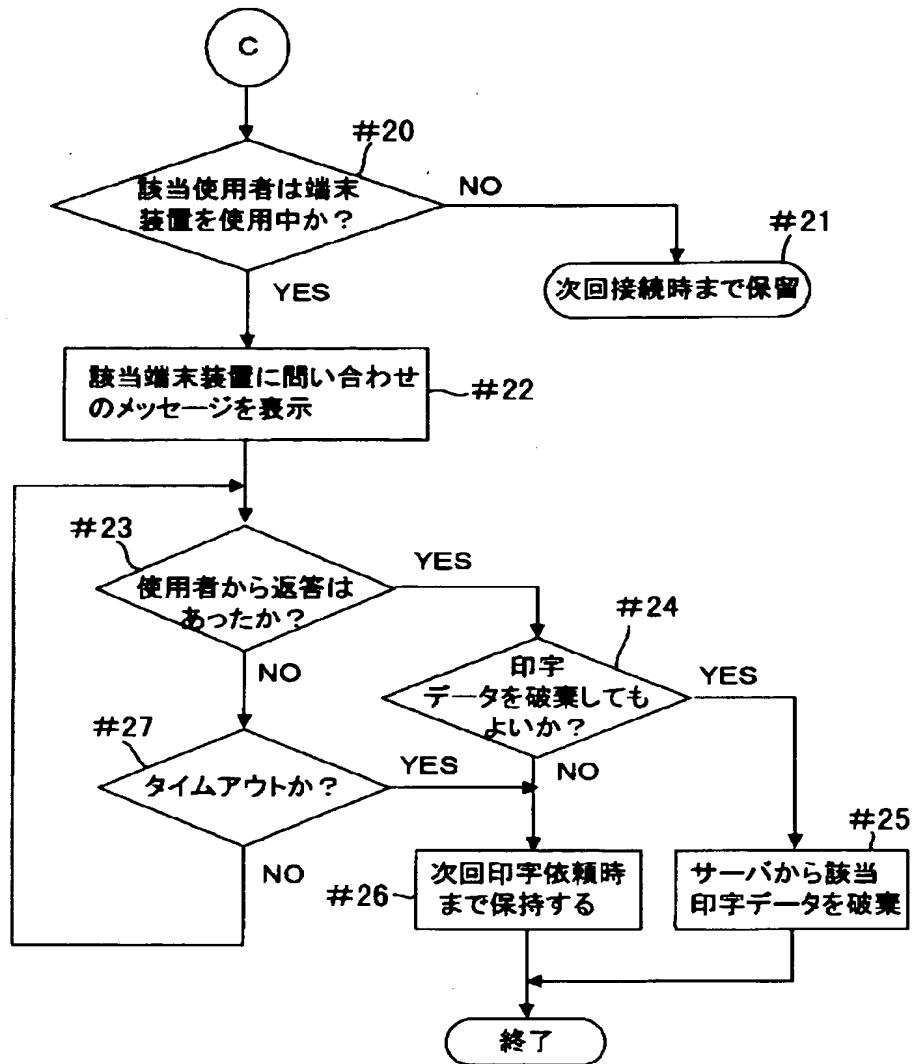 C
#20
該当使用者は端末
装置を使用中か?
NO
#21
次回接続時まで保留
YES
該当端末装置に問い合わせ
のメッセージを表示
#22
#23
使用者から返答は
あったか?
YES
#24
印字
データを破棄しても
よいか?
YES
NO
#27
タイムアウトか?
YES
NO
NO
#25
サーバから該当
印字データを破棄
#26
次回印字依頼時
まで保持する
終了